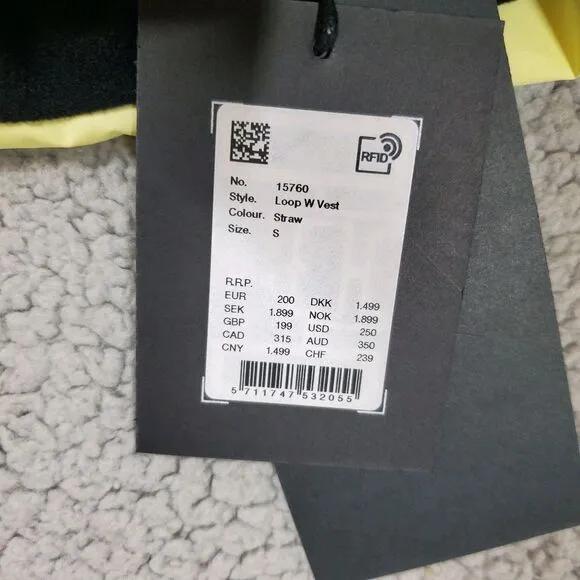 RFID
No. 15760
Style. Loop W Vest
Colour. Straw
Size. S
R.R.P.
EUR 200 DKK 1.499
SEK 1.899 NOK 1.899
GBP 199 USD 250
CAD 315 AUD 350
CNY 1.499 CHF 239
5 711747 532055